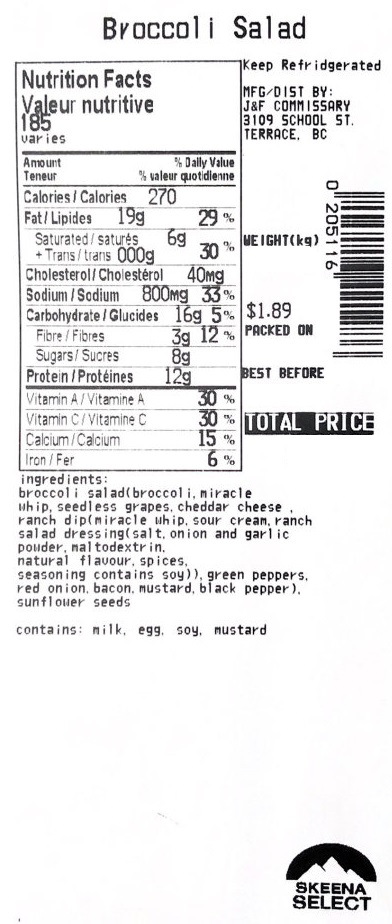 Broccoli Salad
Nutrition Facts
Valeur nutritive
185
varies
Amount % Daily Value
Teneur % valeur quotidienne
Calories / Calories 270
Fat / Lipides 19g 29 %
Saturated / saturés 6g
+ Trans / trans 000g 30 %
Cholesterol / Cholestérol 40mg
Sodium / Sodium 800mg 33 %
Carbohydrate / Glucides 16g 5 %
Fibre / Fibres 3g 12 %
Sugars / Sucres 8g
Protein / Protéines 12g
Vitamin A / Vitamine A 30 %
Vitamin C / Vitamine C 30 %
Calcium / Calcium 15 %
Iron / Fer 6 %
Keep Refridgerated
MFG/DIST BY:
J&F COMMISSARY
3109 SCHOOL ST.
TERRACE, BC
0 205116
WEIGHT(kg)
$1.89
PACKED ON
BEST BEFORE
TOTAL PRICE
ingredients:
broccoli salad(broccoli, miracle
whip, seedless grapes, cheddar cheese ,
ranch dip(miracle whip, sour cream, ranch
salad dressing(salt, onion and garlic
powder, maltodextrin,
natural flavour, spices,
seasoning contains soy)), green peppers,
red onion, bacon, mustard, black pepper),
sunflower seeds
contains: milk, egg, soy, mustard
SKEENA
SELECT